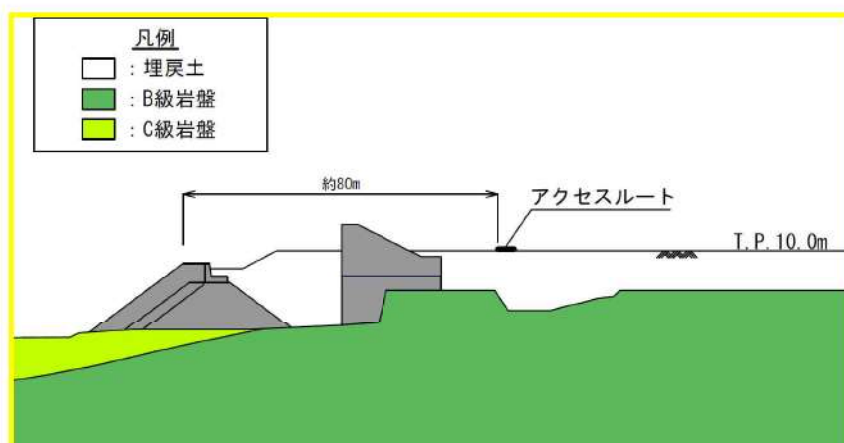 凡例
：埋戻土
：B級岩盤
：C級岩盤
約80m
アクセスルート
T.P.10.0m